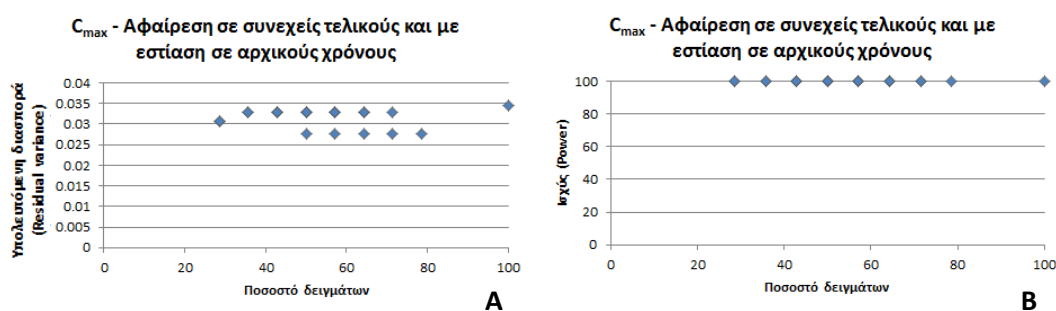 C_max - Αφαίρεση σε συνεχείς τελικούς και με
εστίαση σε αρχικούς χρόνους
Υπολευπόμενη διασπορά
(Residual variance)
0.04
0.035
0.03
0.025
0.02
0.015
0.01
0.005
0
0 20 40 60 80 100
Ποσοστό δειγμάτων
A
C_max - Αφαίρεση σε συνεχείς τελικούς και με
εστίαση σε αρχικούς χρόνους
Ισχύς (Power)
100
80
60
40
20
0
0 20 40 60 80 100
Ποσοστό δειγμάτων
B